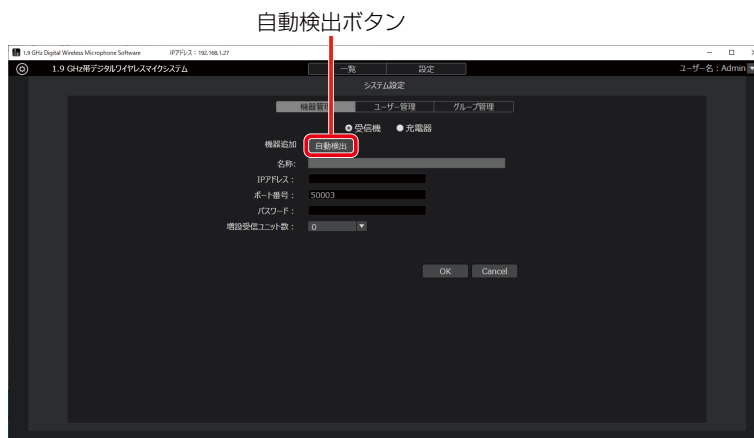 自動検出ボタン
1.9 GHz Digital Wireless Microphone Software IPアドレス：192.168.1.27
1.9 GHz帯デジタルワイヤレスマイクシステム 一覧 設定 ユーザー名：Admin
システム設定
機器管理 ユーザー管理 グループ管理
受信機 充電器
機器追加 自動検出
名称:
IPアドレス：
ポート番号： 50003
パスワード：
増設受信ユニット数： 0
OK Cancel